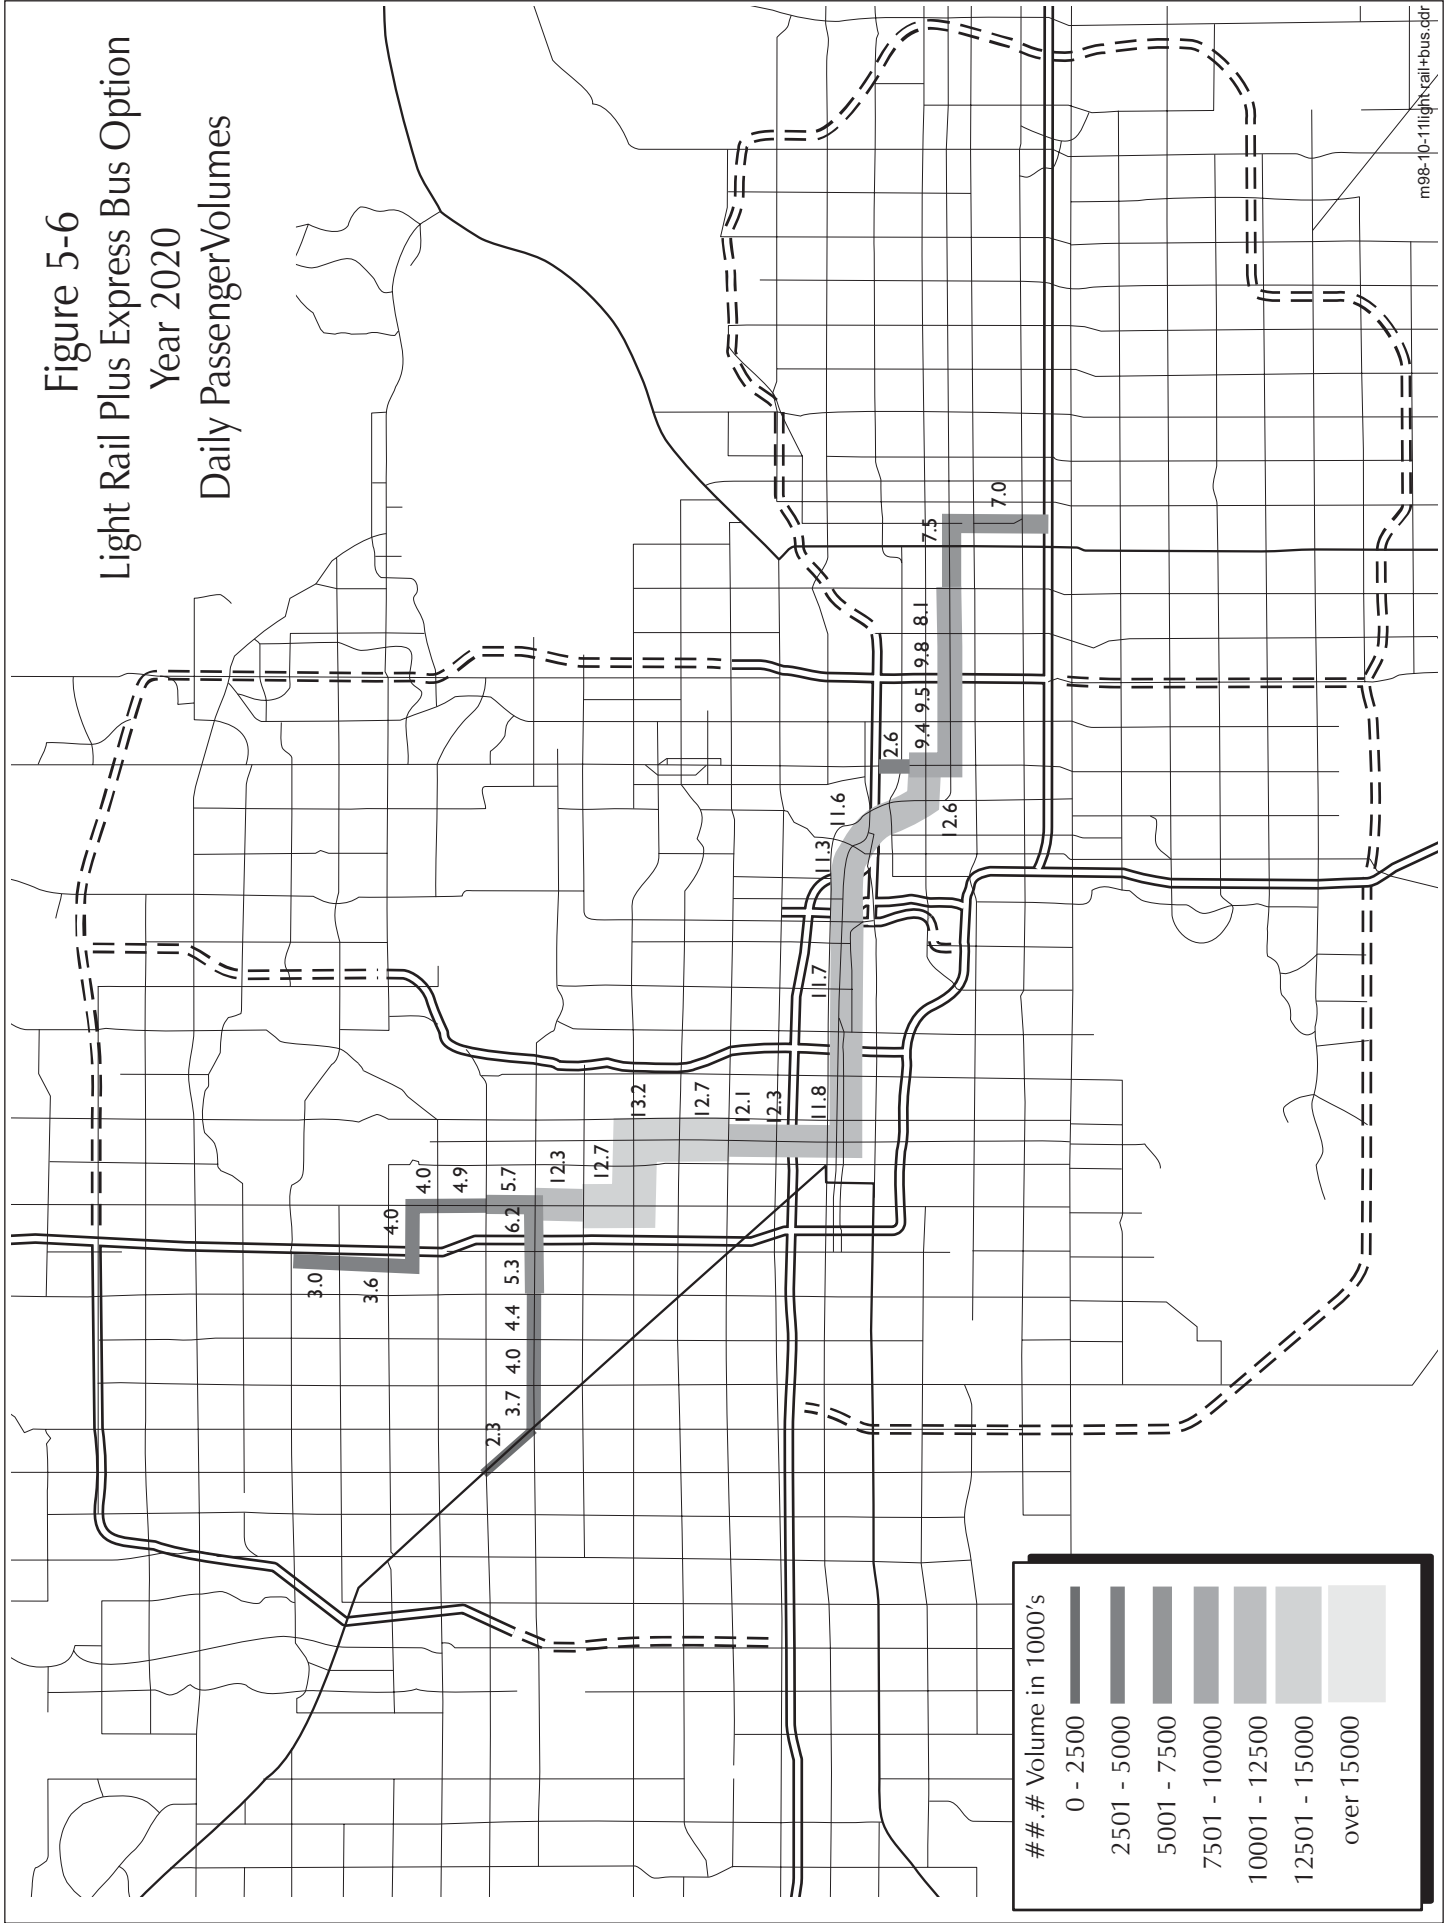 Figure 5-6
Light Rail Plus Express Bus Option
Year 2020
Daily PassengerVolumes
3.0
3.6
4.0
4.0
4.9
5.7
6.2
5.3
4.4
4.0
3.7
2.3
12.3
12.7
13.2
12.7
12.1
12.3
11.8
11.7
11.3
11.6
12.6
2.6
9.4
9.5
9.8
8.1
7.5
7.0
##.# Volume in 1000's
0 - 2500
2501 - 5000
5001 - 7500
7501 - 10000
10001 - 12500
12501 - 15000
over 15000
m98-10-11light rail+bus.cdr